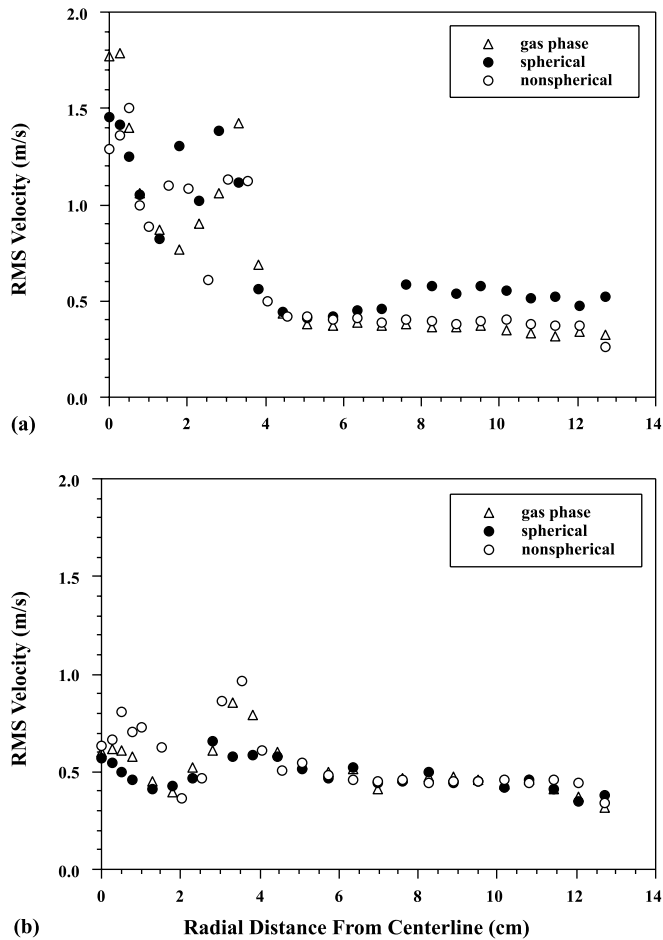 2.0
gas phase
spherical
nonspherical
1.5
1.0
0.5
0.0
RMS Velocity (m/s)
0 2 4 6 8 10 12 14
(a)
2.0
gas phase
spherical
nonspherical
1.5
1.0
0.5
0.0
RMS Velocity (m/s)
0 2 4 6 8 10 12 14
(b) Radial Distance From Centerline (cm)